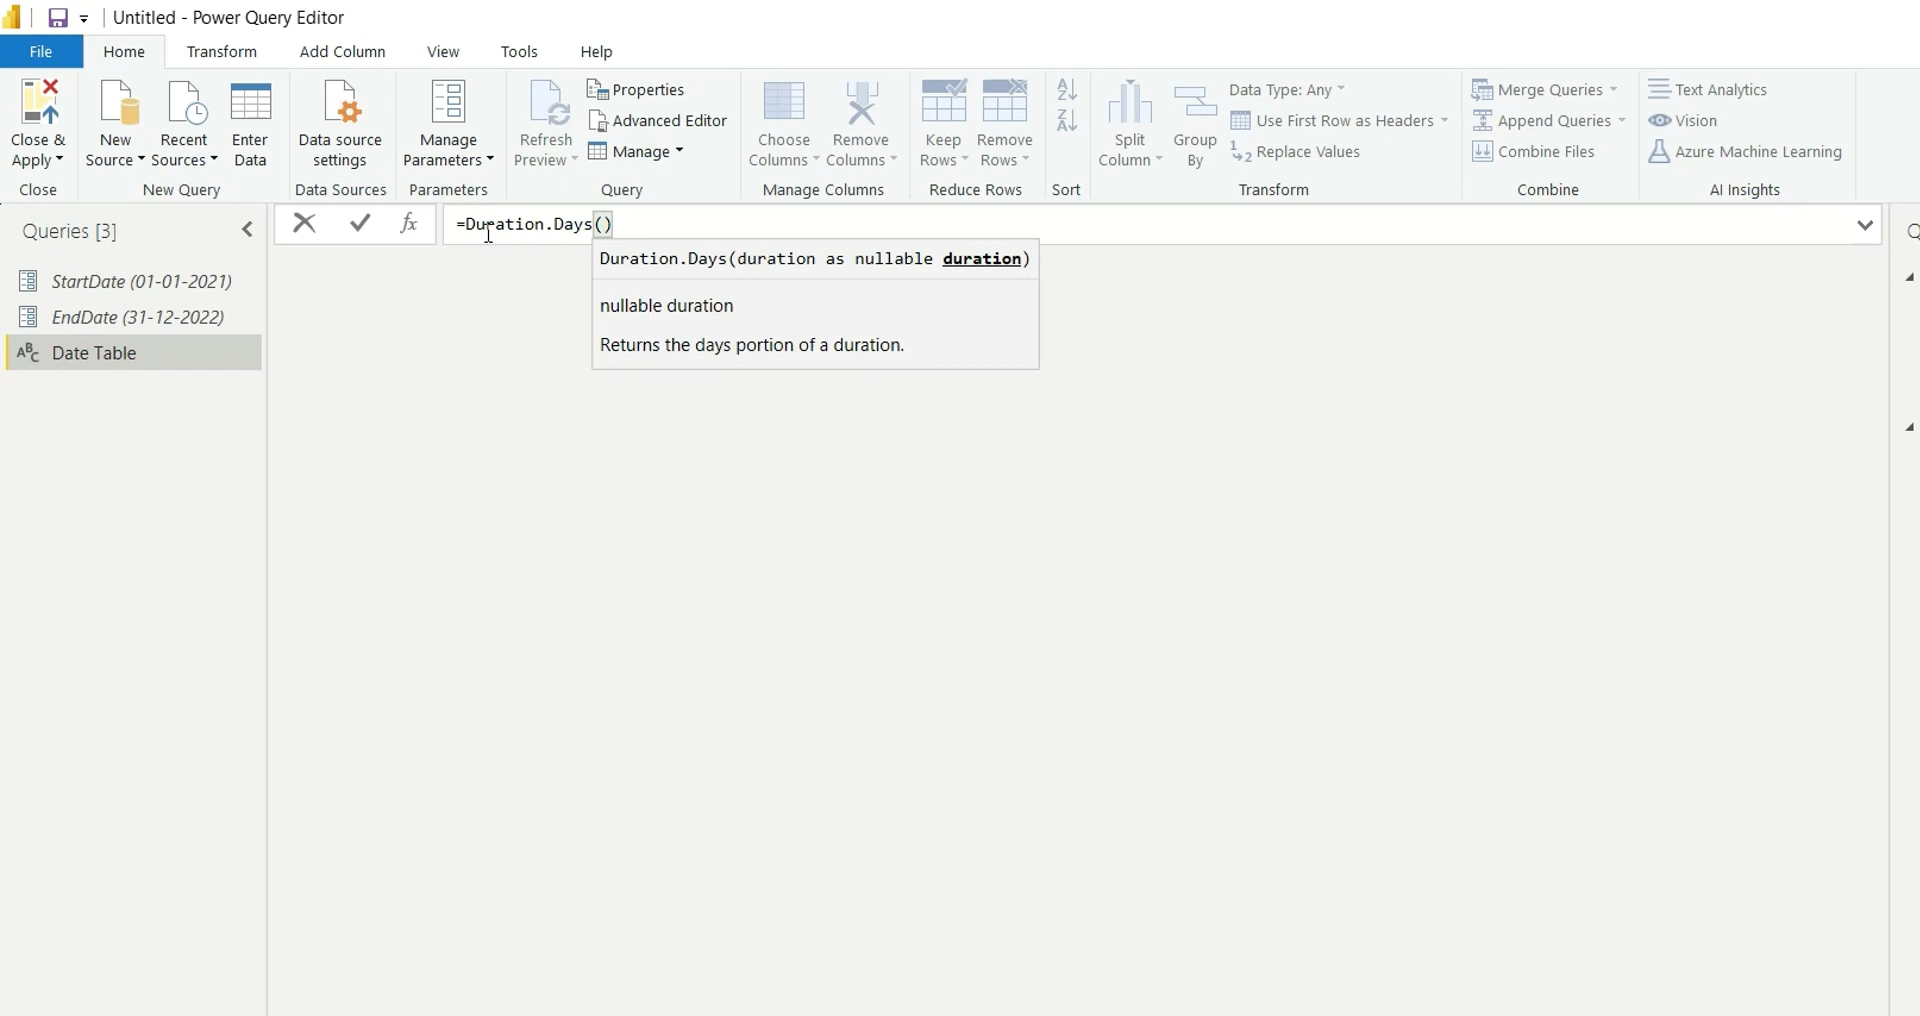 Untitled - Power Query Editor
File Home Transform Add Column View Tools Help
Close & Apply
Close
New Source
Recent Sources
Enter Data
New Query
Data source settings
Data Sources
Manage Parameters
Parameters
Refresh Preview
Properties
Advanced Editor
Manage
Query
Choose Columns
Remove Columns
Manage Columns
Keep Rows
Remove Rows
Reduce Rows
A Z
Z A
Sort
Split Column
Group By
Data Type: Any
Use First Row as Headers
1 2 Replace Values
Transform
Merge Queries
Append Queries
Combine Files
Combine
Text Analytics
Vision
Azure Machine Learning
AI Insights
Queries [3]
fx
=Duration.Days()
Q
Duration.Days(duration as nullable duration)
nullable duration
Returns the days portion of a duration.
StartDate (01-01-2021)
EndDate (31-12-2022)
ABC Date Table